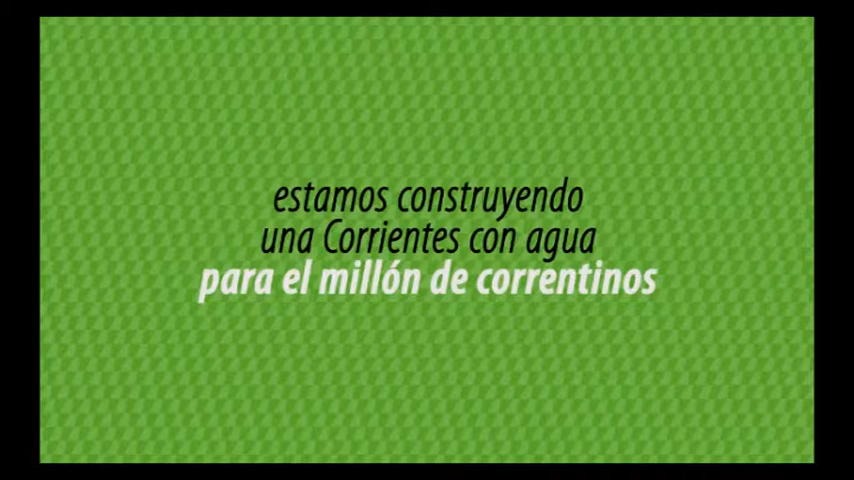 estamos construyendo
una Corrientes con agua
para el millón de correntinos